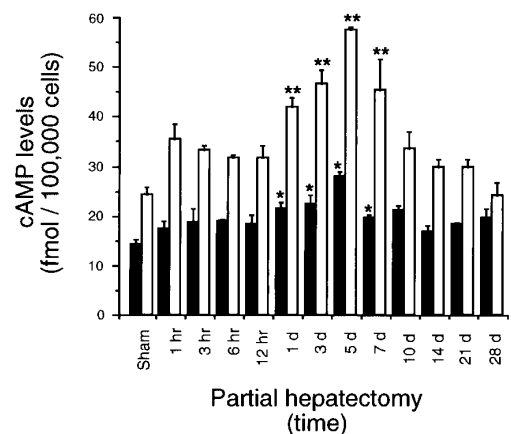 cAMP levels
(fmol / 100,000 cells)
60
50
40
30
20
10
0
** ** ** **
* * * *
Sham 1 hr 3 hr 6 hr 12 hr 1 d 3 d 5 d 7 d 10 d 14 d 21 d 28 d
Partial hepatectomy
(time)